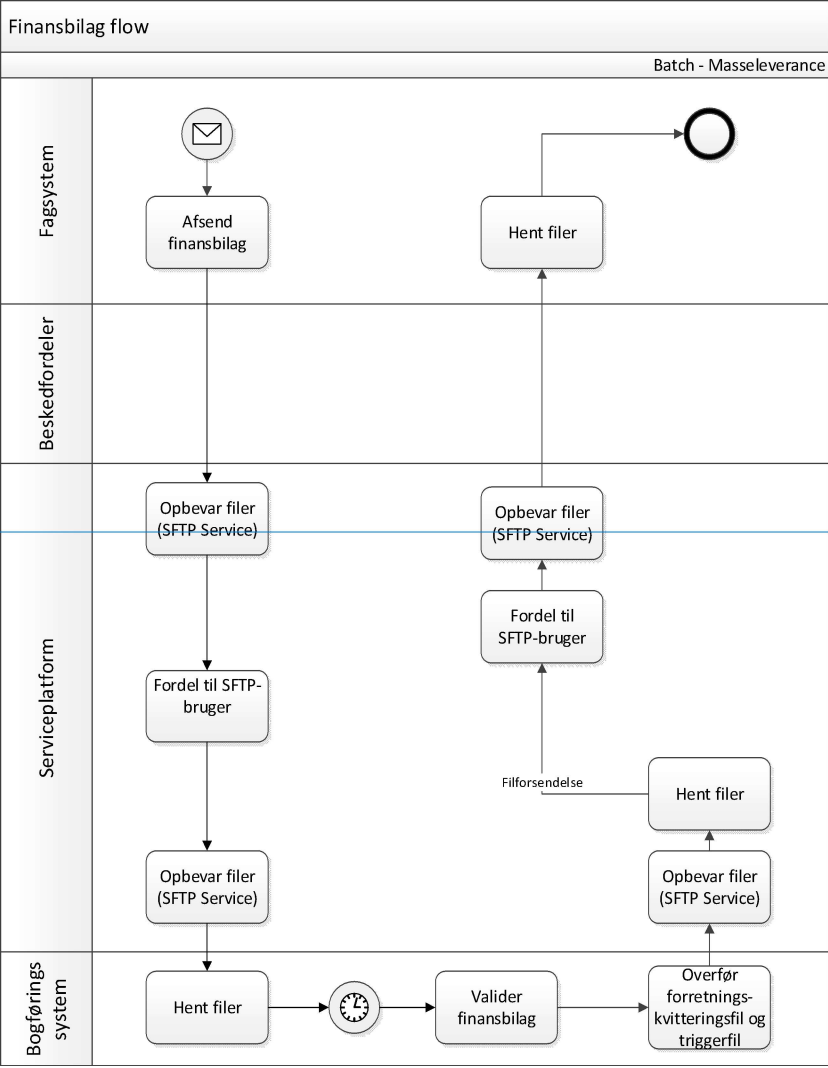 Finansbilag flow
Batch - Masseleverance
Fagsystem
Afsend
finansbilag
Hent filer
Beskedfordeler
Serviceplatform
Opbevar filer
(SFTP Service)
Opbevar filer
(SFTP Service)
Fordel til
SFTP-bruger
Fordel til SFTP-
bruger
Filforsendelse
Hent filer
Opbevar filer
(SFTP Service)
Opbevar filer
(SFTP Service)
Bogførings
system
Hent filer
Valider
finansbilag
Overfør
forretnings-
kvitteringsfil og
triggerfil